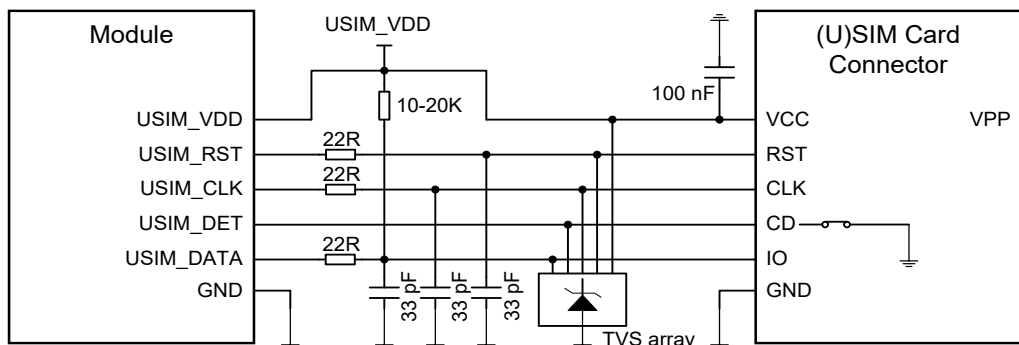 USIM_VDD
Module
(U)SIM Card
Connector
10-20K
100 nF
USIM_VDD
VCC
VPP
22R
USIM_RST
RST
22R
USIM_CLK
CLK
USIM_DET
CD
22R
USIM_DATA
IO
GND
33 pF
33 pF
33 pF
GND
TVS array